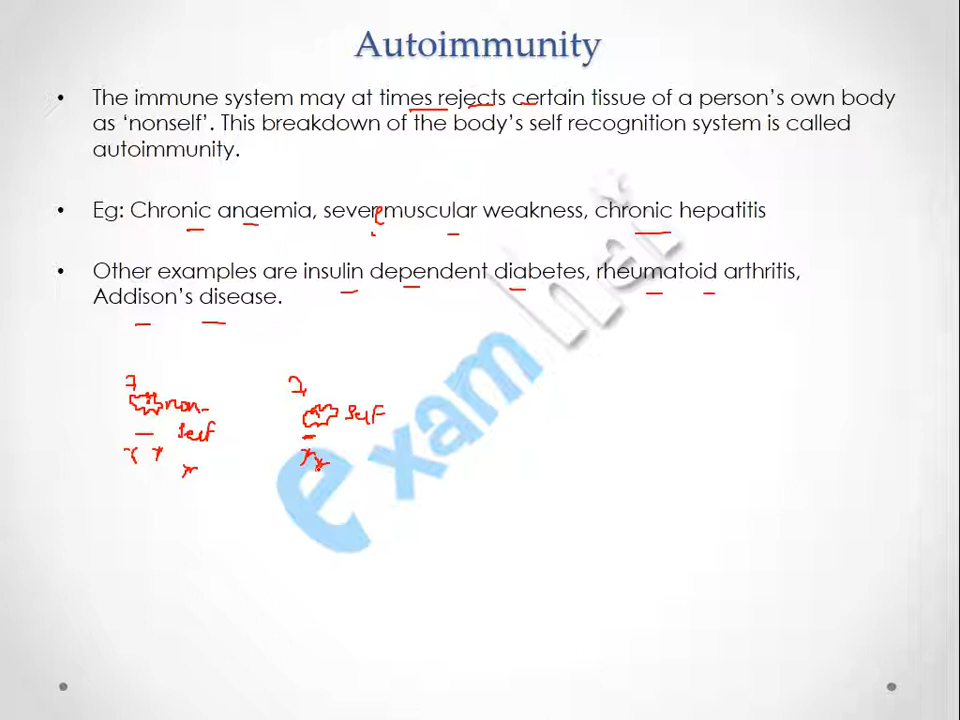 Autoimmunity
• The immune system may at times rejects certain tissue of a person's own body
as 'nonself'. This breakdown of the body's self recognition system is called
autoimmunity.
• Eg: Chronic anaemia, severe muscular weakness, chronic hepatitis
• Other examples are insulin dependent diabetes, rheumatoid arthritis,
Addison's disease.
non-
self
self
examhair